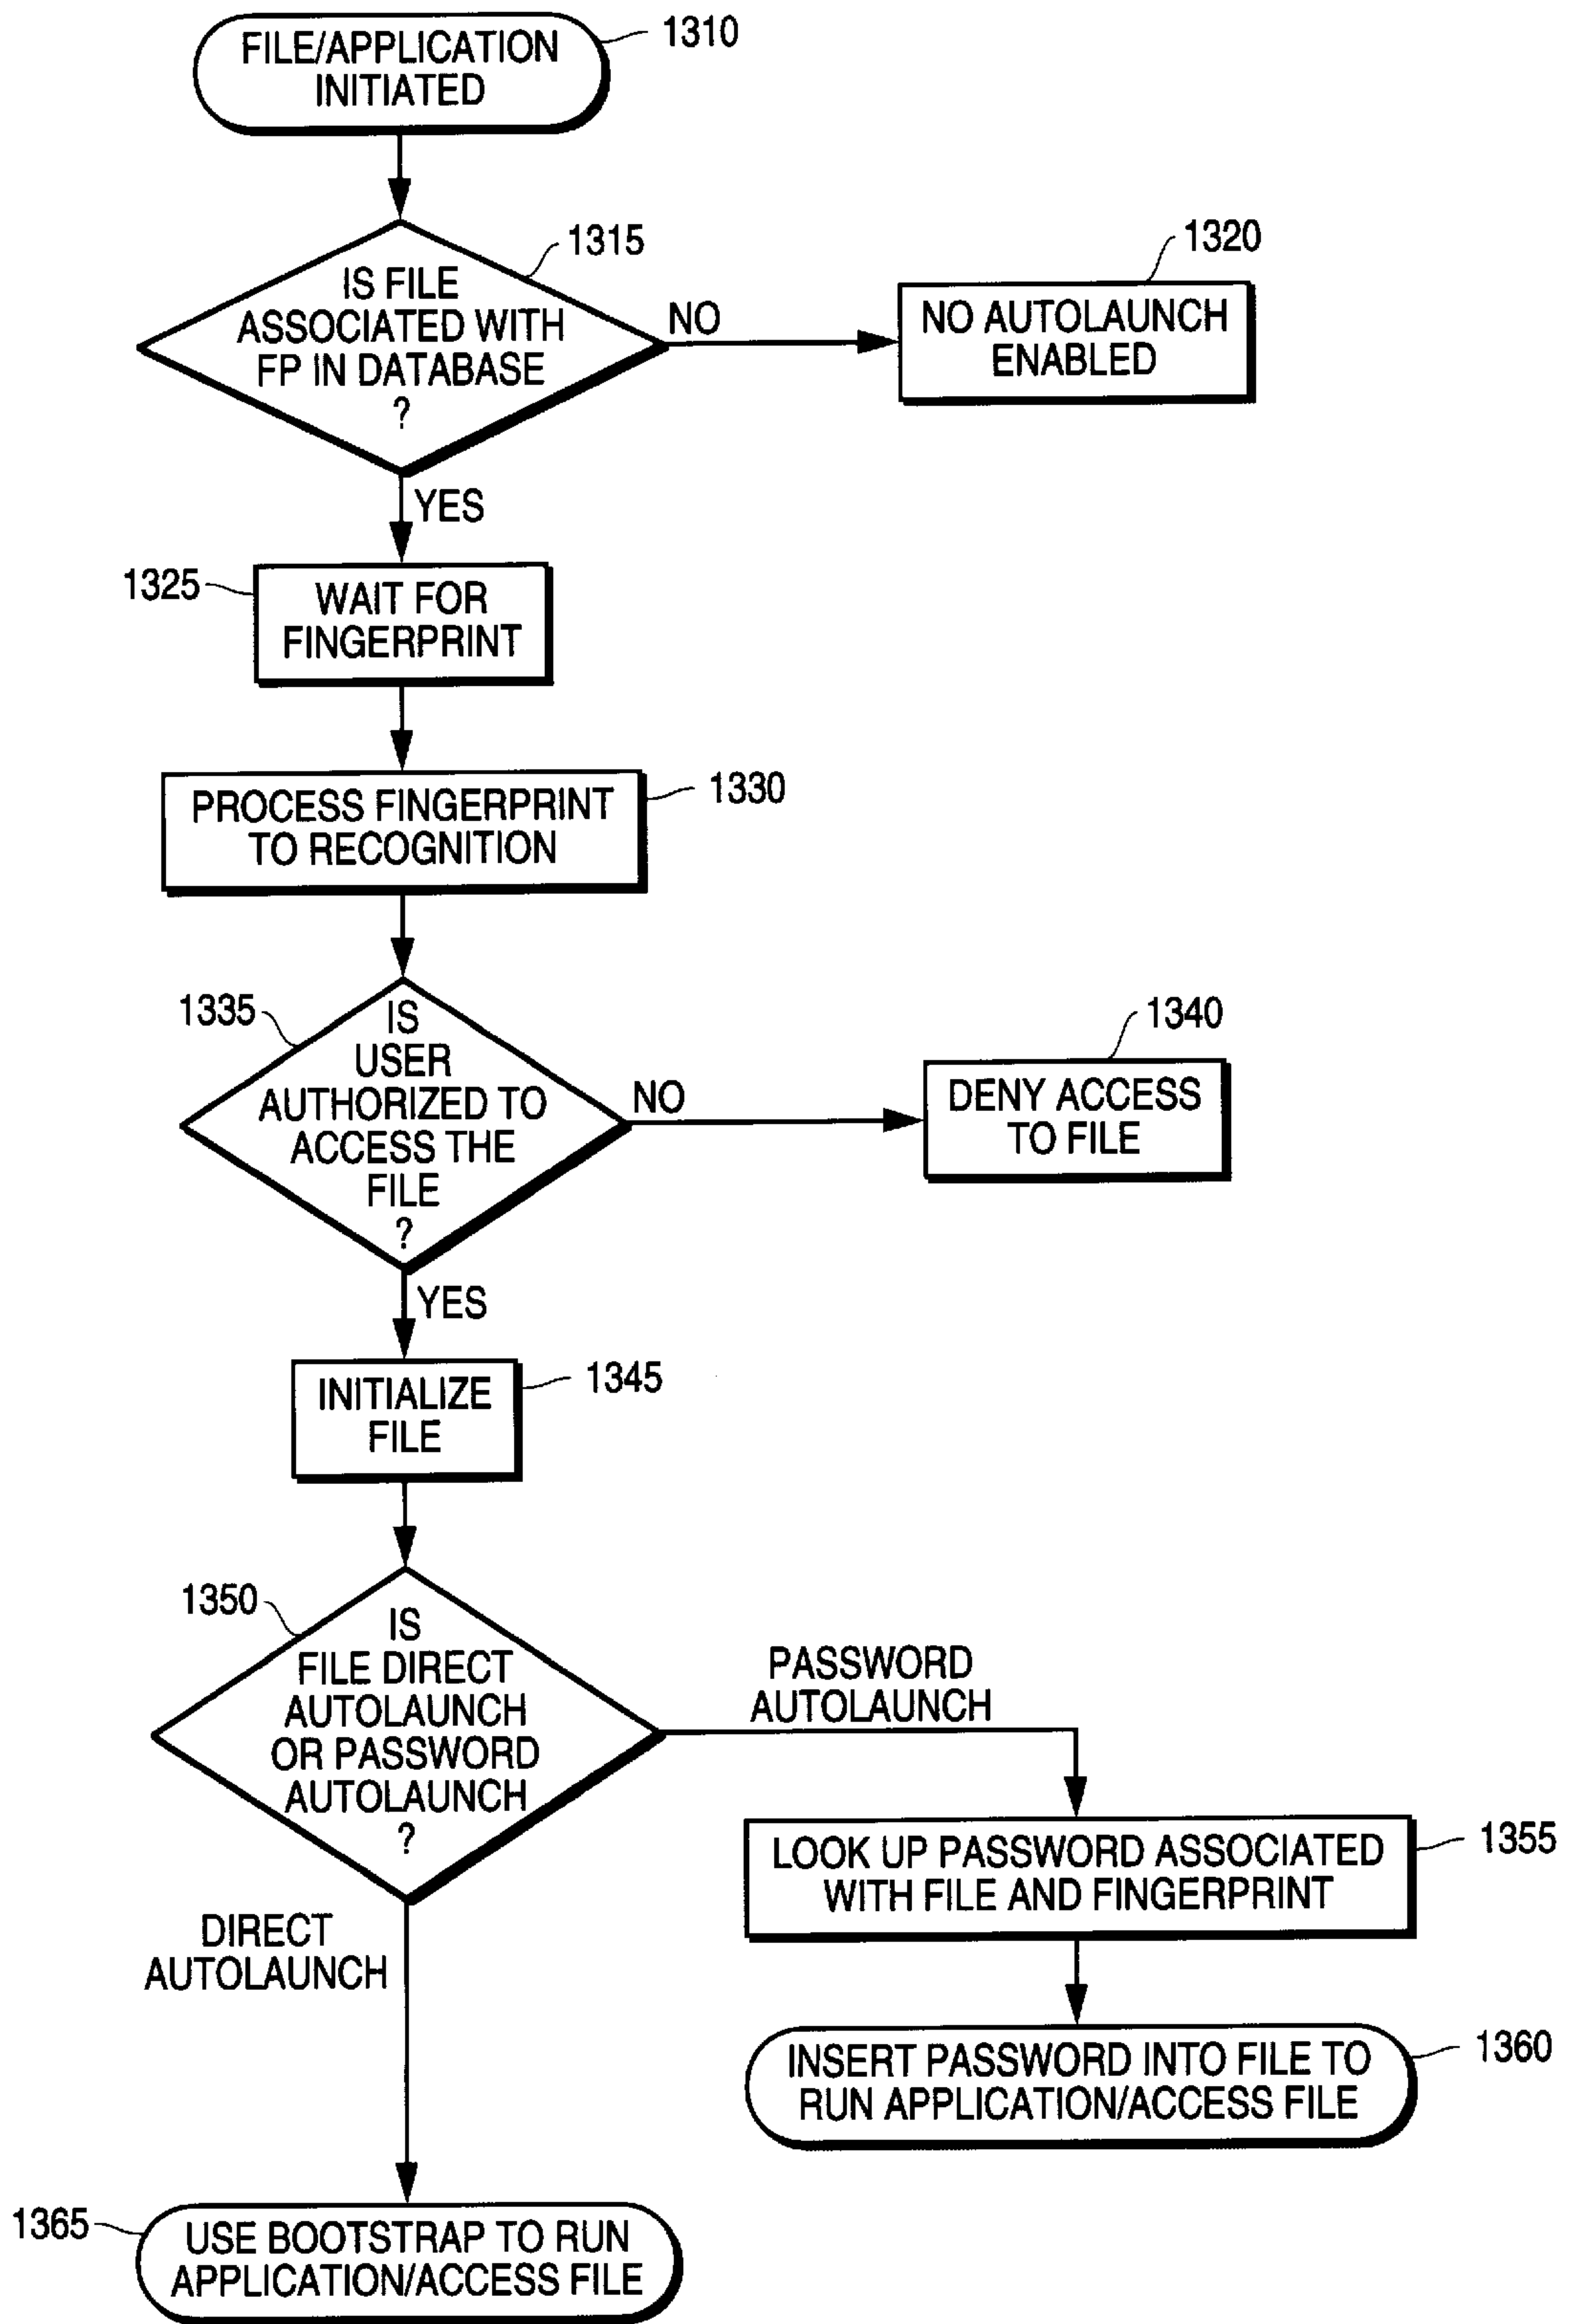 FILE/APPLICATION
INITIATED
1310
IS FILE
ASSOCIATED WITH
FP IN DATABASE
?
1315
NO
1320
NO AUTOLAUNCH
ENABLED
YES
1325
WAIT FOR
FINGERPRINT
PROCESS FINGERPRINT
TO RECOGNITION
1330
1335
IS
USER
AUTHORIZED TO
ACCESS THE
FILE
?
NO
1340
DENY ACCESS
TO FILE
YES
INITIALIZE
FILE
1345
1350
IS
FILE DIRECT
AUTOLAUNCH
OR PASSWORD
AUTOLAUNCH
?
PASSWORD
AUTOLAUNCH
LOOK UP PASSWORD ASSOCIATED
WITH FILE AND FINGERPRINT
1355
DIRECT
AUTOLAUNCH
INSERT PASSWORD INTO FILE TO
RUN APPLICATION/ACCESS FILE
1360
1365
USE BOOTSTRAP TO RUN
APPLICATION/ACCESS FILE